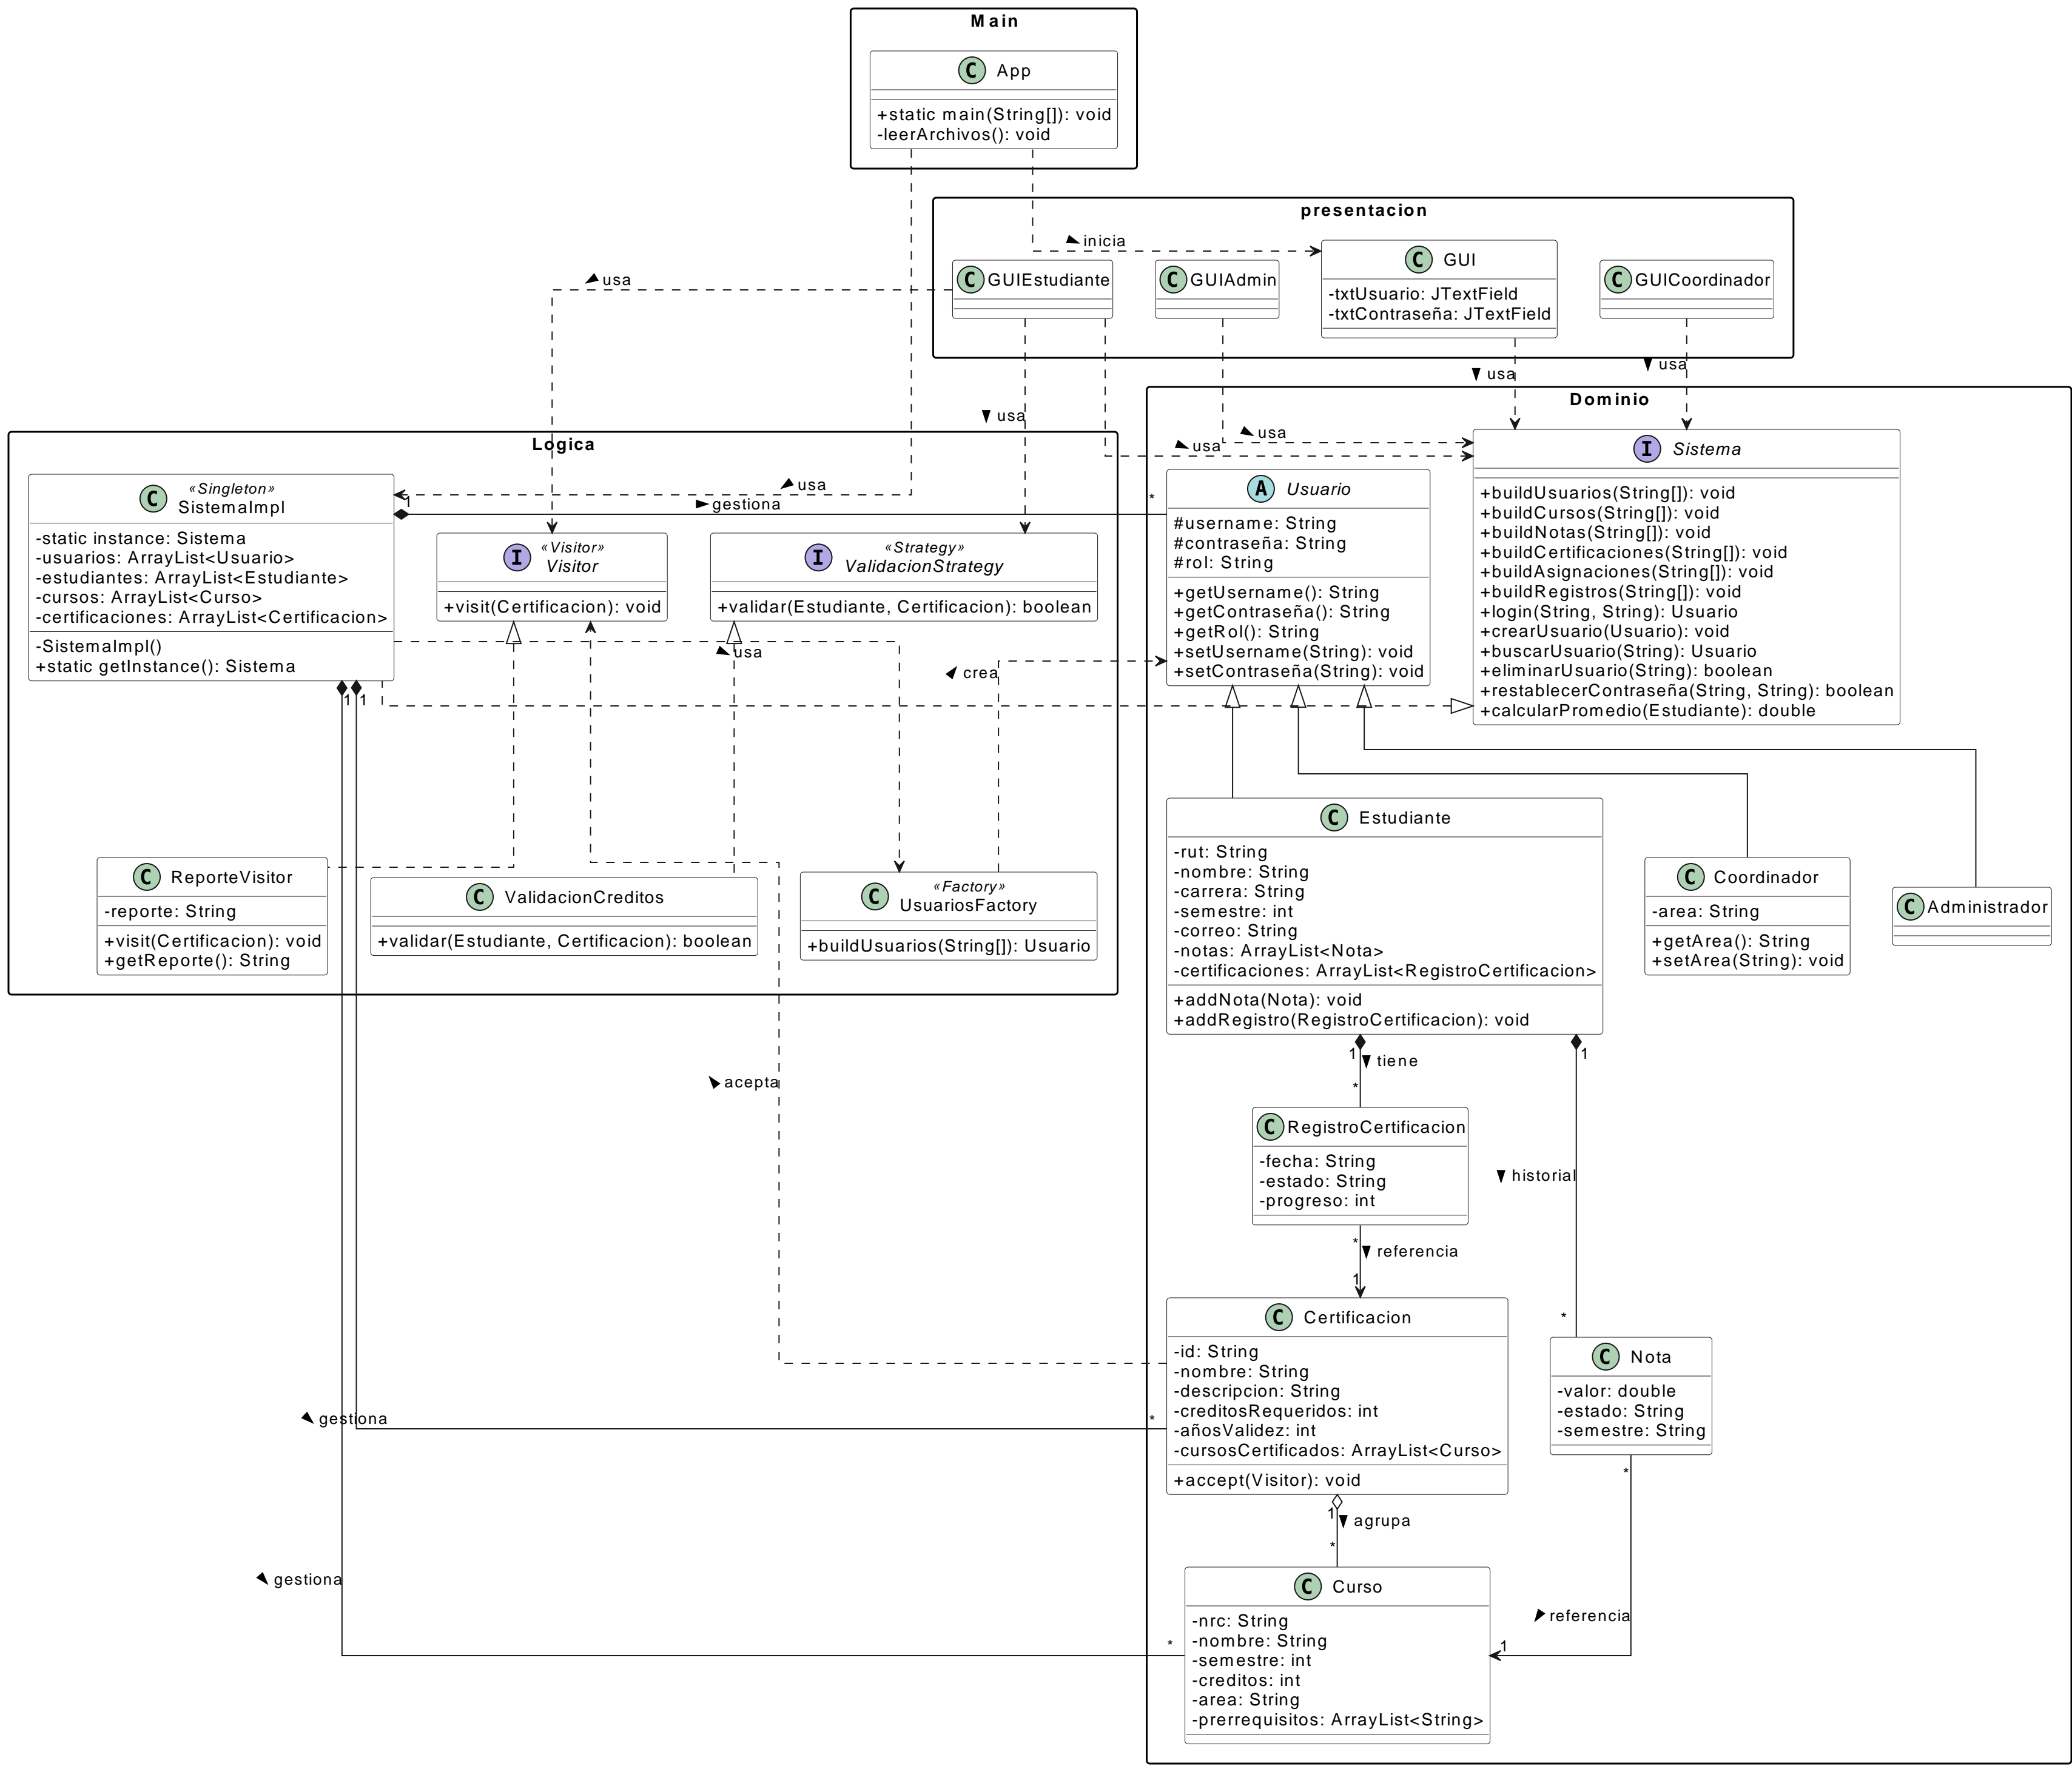 Main
C App
+static main(String[]): void
-leerArchivos(): void
presentacion
inicia
usa
C GUIEstudiante
C GUIAdmin
C GUI
-txtUsuario: JTextField
-txtContraseña: JTextField
C GUICoordinador
usa
usa
usa
usa
usa
Logica
C «Singleton»
SistemaImpl
-static instance: Sistema
-usuarios: ArrayList<Usuario>
-estudiantes: ArrayList<Estudiante>
-cursos: ArrayList<Curso>
-certificaciones: ArrayList<Certificacion>
-SistemaImpl()
+static getInstance(): Sistema
usa
1
gestiona
*
I «Visitor»
Visitor
+visit(Certificacion): void
I «Strategy»
ValidacionStrategy
+validar(Estudiante, Certificacion): boolean
usa
crea
1
1
C ReporteVisitor
-reporte: String
+visit(Certificacion): void
+getReporte(): String
C ValidacionCreditos
+validar(Estudiante, Certificacion): boolean
C «Factory»
UsuariosFactory
+buildUsuarios(String[]): Usuario
Dominio
A Usuario
#username: String
#contraseña: String
#rol: String
+getUsername(): String
+getContraseña(): String
+getRol(): String
+setUsername(String): void
+setContraseña(String): void
I Sistema
+buildUsuarios(String[]): void
+buildCursos(String[]): void
+buildNotas(String[]): void
+buildCertificaciones(String[]): void
+buildAsignaciones(String[]): void
+buildRegistros(String[]): void
+login(String, String): Usuario
+crearUsuario(Usuario): void
+buscarUsuario(String): Usuario
+eliminarUsuario(String): boolean
+restablecerContraseña(String, String): boolean
+calcularPromedio(Estudiante): double
C Estudiante
-rut: String
-nombre: String
-carrera: String
-semestre: int
-correo: String
-notas: ArrayList<Nota>
-certificaciones: ArrayList<RegistroCertificacion>
+addNota(Nota): void
+addRegistro(RegistroCertificacion): void
C Coordinador
-area: String
+getArea(): String
+setArea(String): void
C Administrador
1
tiene
*
1
acepta
C RegistroCertificacion
-fecha: String
-estado: String
-progreso: int
historial
*
referencia
1
*
C Certificacion
-id: String
-nombre: String
-descripcion: String
-creditosRequeridos: int
-añosValidez: int
-cursosCertificados: ArrayList<Curso>
+accept(Visitor): void
C Nota
-valor: double
-estado: String
-semestre: String
gestiona
*
*
1
agrupa
*
gestiona
*
referencia
1
C Curso
-nrc: String
-nombre: String
-semestre: int
-creditos: int
-area: String
-prerrequisitos: ArrayList<String>